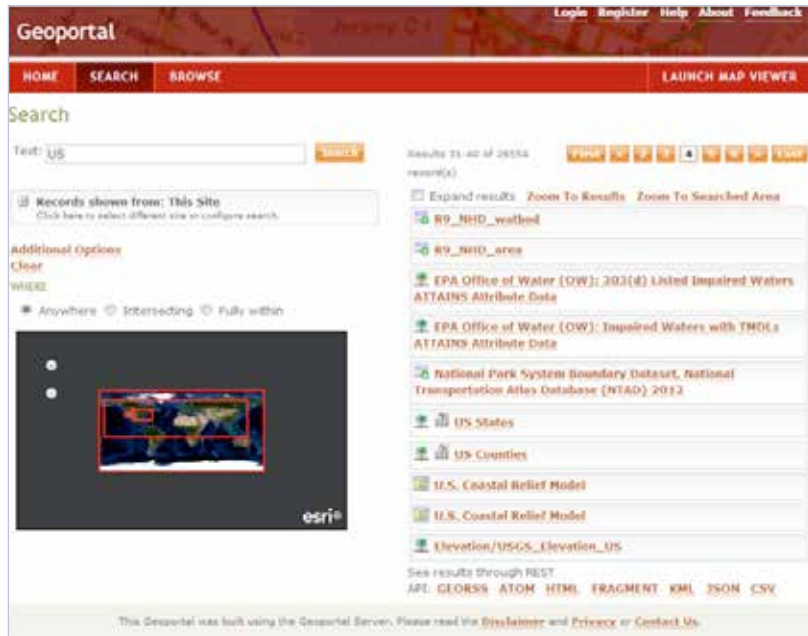 Login Register Help About Feedback
Geoportal
HOME SEARCH BROWSE
LAUNCH MAP VIEWER
Search
Text: US
Search
Results 31-40 of
record(s)
First < 2 3 4 5 6 > Last
Records shown from: This Site
Click here to select different site or configure search.
Expand results Zoom To Results Zoom To Searched Area
Additional Options
Clear
WHERE
Anywhere Intersecting Fully within
esri
R9_NHD_watbod
R9_NHD_area
EPA Office of Water (OW): 303(d) Listed Impaired Waters
ATTAINS Attribute Data
EPA Office of Water (OW): Impaired Waters with TMDLs
ATTAINS Attribute Data
National Park System Boundary Dataset, National
Transportation Atlas Database (NTAD) 2012
US States
US Counties
U.S. Coastal Relief Model
U.S. Coastal Relief Model
Elevation/USGS_Elevation_US
See results through REST
API: GEORSS ATOM HTML FRAGMENT KML JSON CSV
This Geoportal was built using the Geoportal Server. Please read the Disclaimer and Privacy or Contact Us.